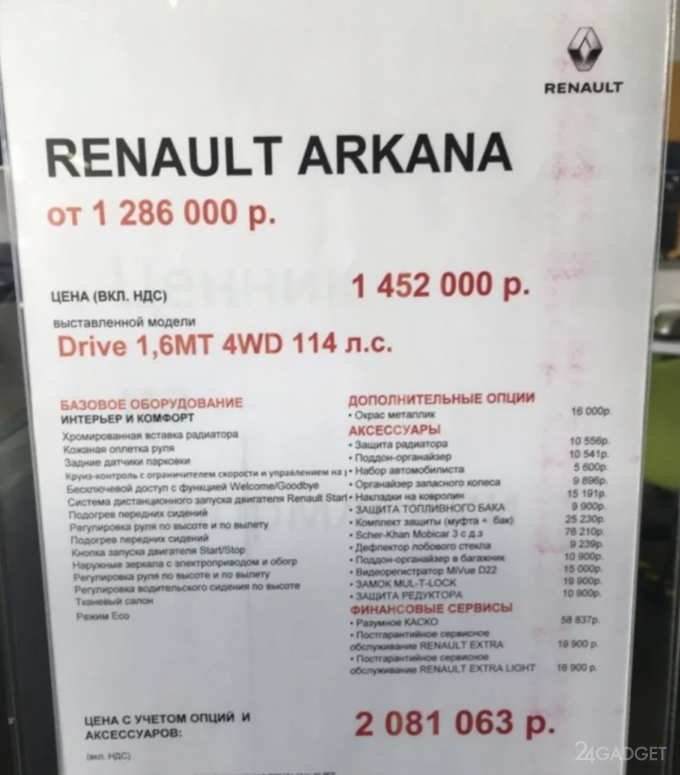 RENAULT
RENAULT ARKANA
от 1 286 000 р.
ЦЕНА (ВКЛ. НДС)
1 452 000 р.
выставленной модели
Drive 1,6MT 4WD 114 л.с.
БАЗОВОЕ ОБОРУДОВАНИЕ
ИНТЕРЬЕР И КОМФОРТ
Хромированная вставка радиатора
Кожаная оплетка руля
Задние датчики парковки
Круиз-контроль с ограничителем скорости и управлением на р
Бесключевой доступ с функцией Welcome/Goodbye
Система дистанционного запуска двигателя Renault Start
Подогрев передних сидений
Регулировка руля по высоте и по вылету
Подогрев передних сидений
Кнопка запуска двигателя Start/Stop
Наружные зеркала с электроприводом и обогр
Регулировка руля по высоте и по вылету
Регулировка водительского сидения по высоте
Тканевый салон
Режим Eco
ДОПОЛНИТЕЛЬНЫЕ ОПЦИИ
• Окрас металлик 16 000р.
АКСЕССУАРЫ
• Защита радиатора 10 556р.
• Поддон-органайзер 10 541р.
• Набор автомобилиста 5 600р.
• Органайзер запасного колеса 9 896р.
• Накладки на ковролин 15 191р.
• ЗАЩИТА ТОПЛИВНОГО БАКА 9 900р.
• Комплект защиты (муфта + бак) 25 230р.
• Scher-Khan Mobicar 3 с д.з 76 210р.
• Дефлектор лобового стекла 9 239р.
• Поддон-органайзер в багажник 10 900р.
• Видеорегистратор MiVue D22 15 000р.
• ЗАМОК MUL-T-LOCK 19 900р.
• ЗАЩИТА РЕДУКТОРА 10 900р.
ФИНАНСОВЫЕ СЕРВИСЫ
• Разумное КАСКО 58 837р.
• Постгарантийное сервисное
обслуживание RENAULT EXTRA 19 900 р.
• Постгарантийное сервисное
обслуживание RENAULT EXTRA LIGHT 16 900 р.
ЦЕНА С УЧЕТОМ ОПЦИЙ И
АКСЕССУАРОВ:
2 081 063 р.
(вкл. НДС)
24GADGET